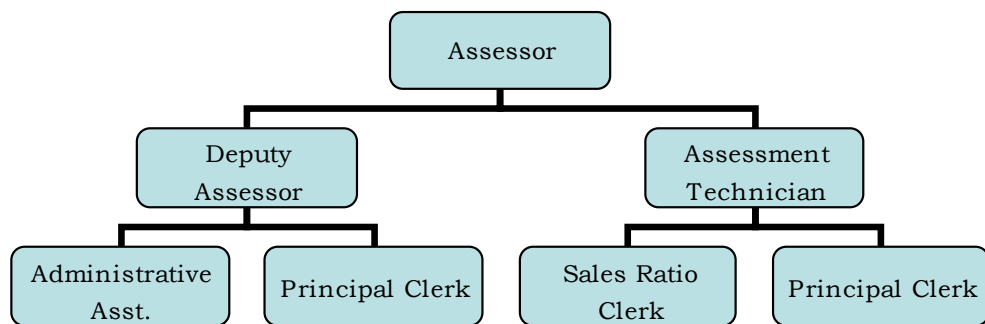 Assessor
Deputy
Assessor
Assessment
Technician
Administrative
Asst.
Principal Clerk
Sales Ratio
Clerk
Principal Clerk